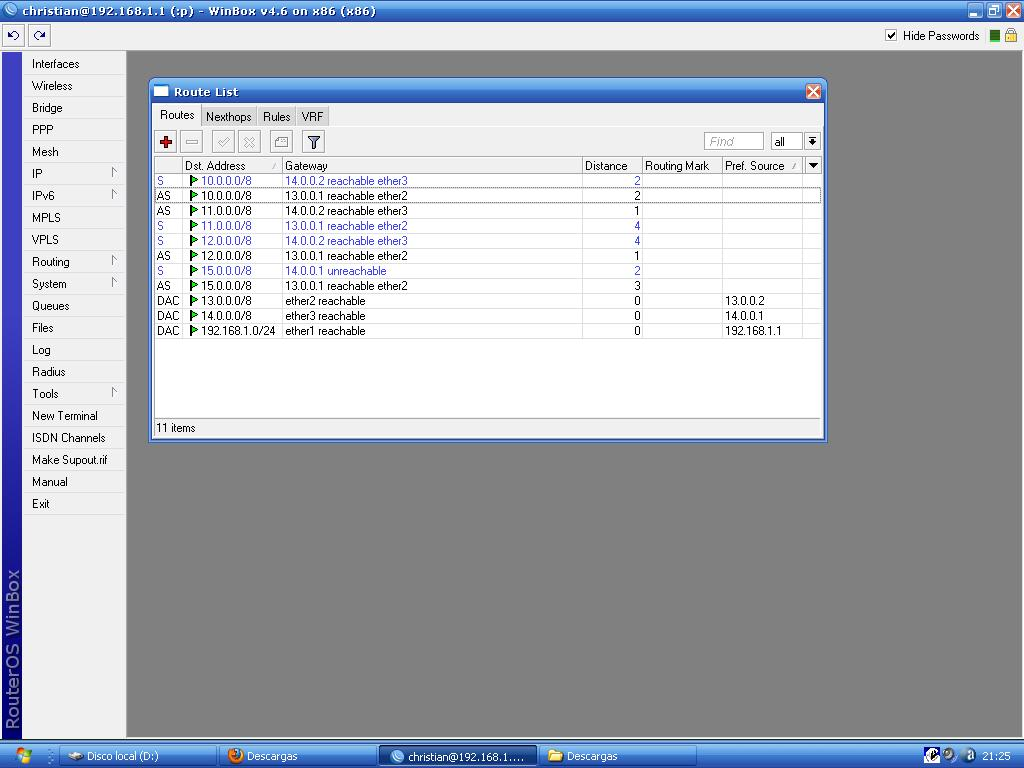 christian@192.168.1.1 (:p) - WinBox v4.6 on x86 (x86)
Hide Passwords
Interfaces
Wireless
Bridge
PPP
Mesh
IP
IPv6
MPLS
VPLS
Routing
System
Queues
Files
Log
Radius
Tools
New Terminal
ISDN Channels
Make Supout.rif
Manual
Exit
RouterOS WinBox
Route List
Routes Nexthops Rules VRF
Find all
Dst. Address Gateway Distance Routing Mark Pref. Source
S 10.0.0.0/8 14.0.0.2 reachable ether3 2
AS 10.0.0.0/8 13.0.0.1 reachable ether2 2
AS 11.0.0.0/8 14.0.0.2 reachable ether3 1
S 11.0.0.0/8 13.0.0.1 reachable ether2 4
S 12.0.0.0/8 14.0.0.2 reachable ether3 4
AS 12.0.0.0/8 13.0.0.1 reachable ether2 1
S 15.0.0.0/8 14.0.0.1 unreachable 2
AS 15.0.0.0/8 13.0.0.1 reachable ether2 3
DAC 13.0.0.0/8 ether2 reachable 0 13.0.0.2
DAC 14.0.0.0/8 ether3 reachable 0 14.0.0.1
DAC 192.168.1.0/24 ether1 reachable 0 192.168.1.1
11 items
Disco local (D:) Descargas christian@192.168.1.... Descargas 21:25